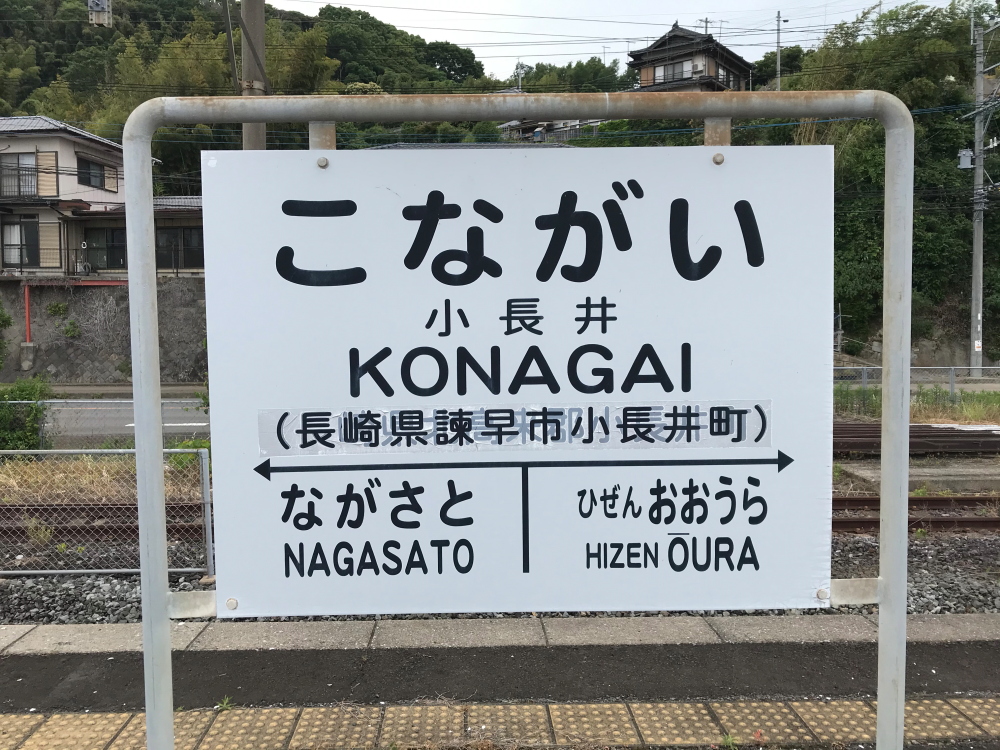 こながい
小長井
KONAGAI
(長崎県諫早市小長井町)
ながさと ひぜん おおうら
NAGASATO HIZEN ŌURA